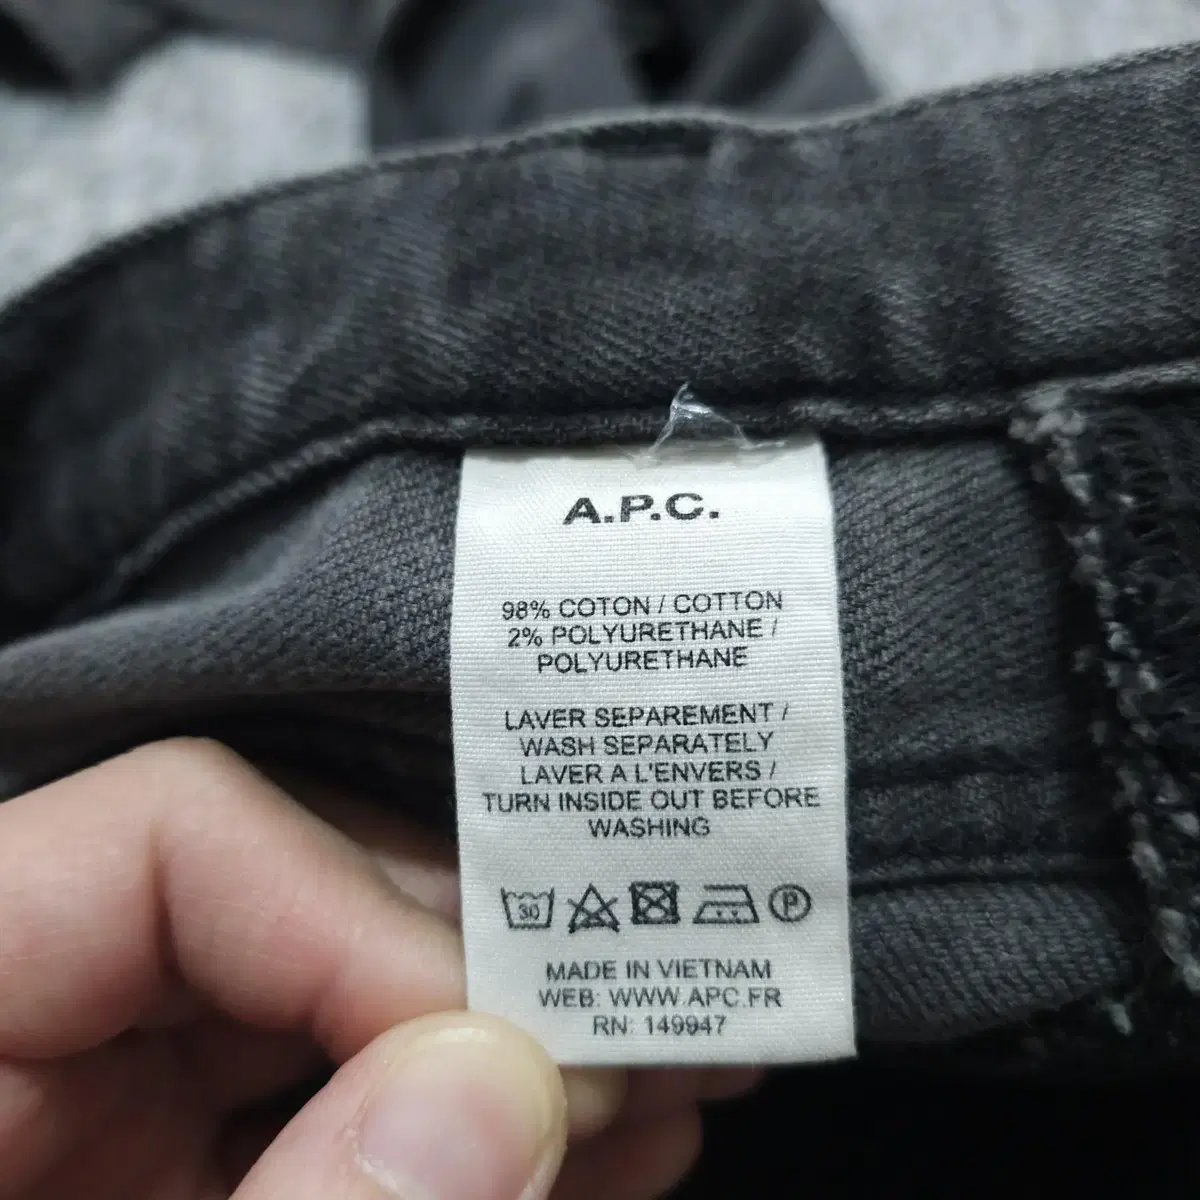 A.P.C.
98% COTON / COTTON
2% POLYURETHANE /
POLYURETHANE
LAVER SEPAREMENT /
WASH SEPARATELY
LAVER A L'ENVERS /
TURN INSIDE OUT BEFORE
WASHING
30 P
MADE IN VIETNAM
WEB: WWW.APC.FR
RN: 149947